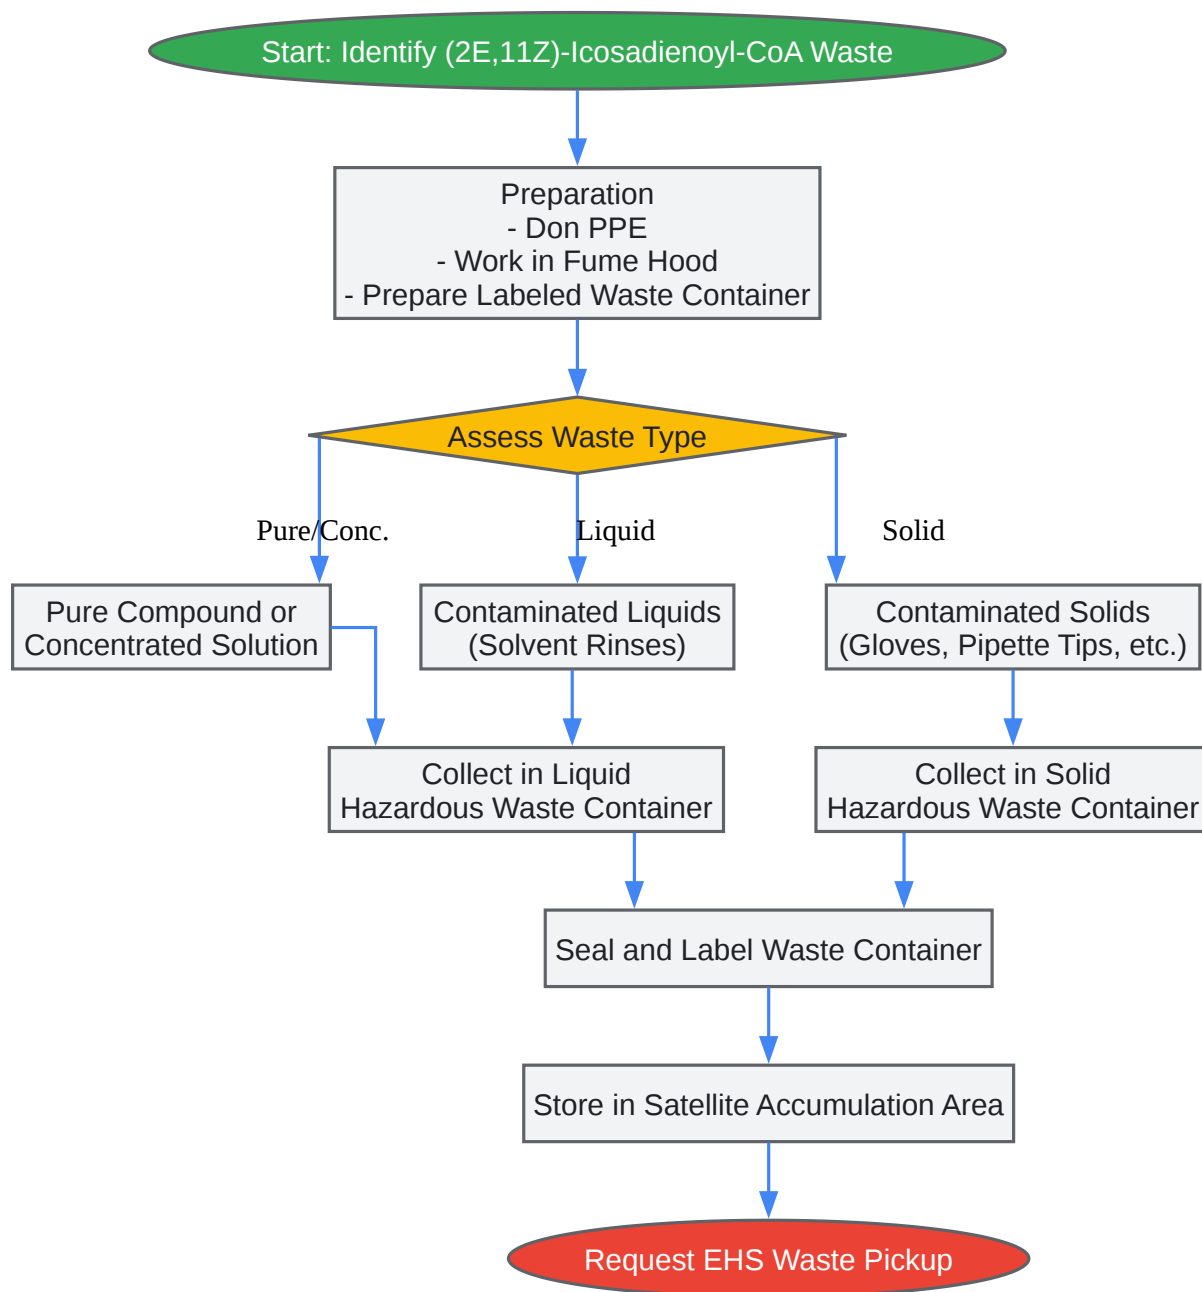 Start: Identify (2E,11Z)-Icosadienoyl-CoA Waste
Preparation
- Don PPE
- Work in Fume Hood
- Prepare Labeled Waste Container
Assess Waste Type
Pure/Conc.
Liquid
Solid
Pure Compound or
Concentrated Solution
Contaminated Liquids
(Solvent Rinses)
Contaminated Solids
(Gloves, Pipette Tips, etc.)
Collect in Liquid
Hazardous Waste Container
Collect in Solid
Hazardous Waste Container
Seal and Label Waste Container
Store in Satellite Accumulation Area
Request EHS Waste Pickup